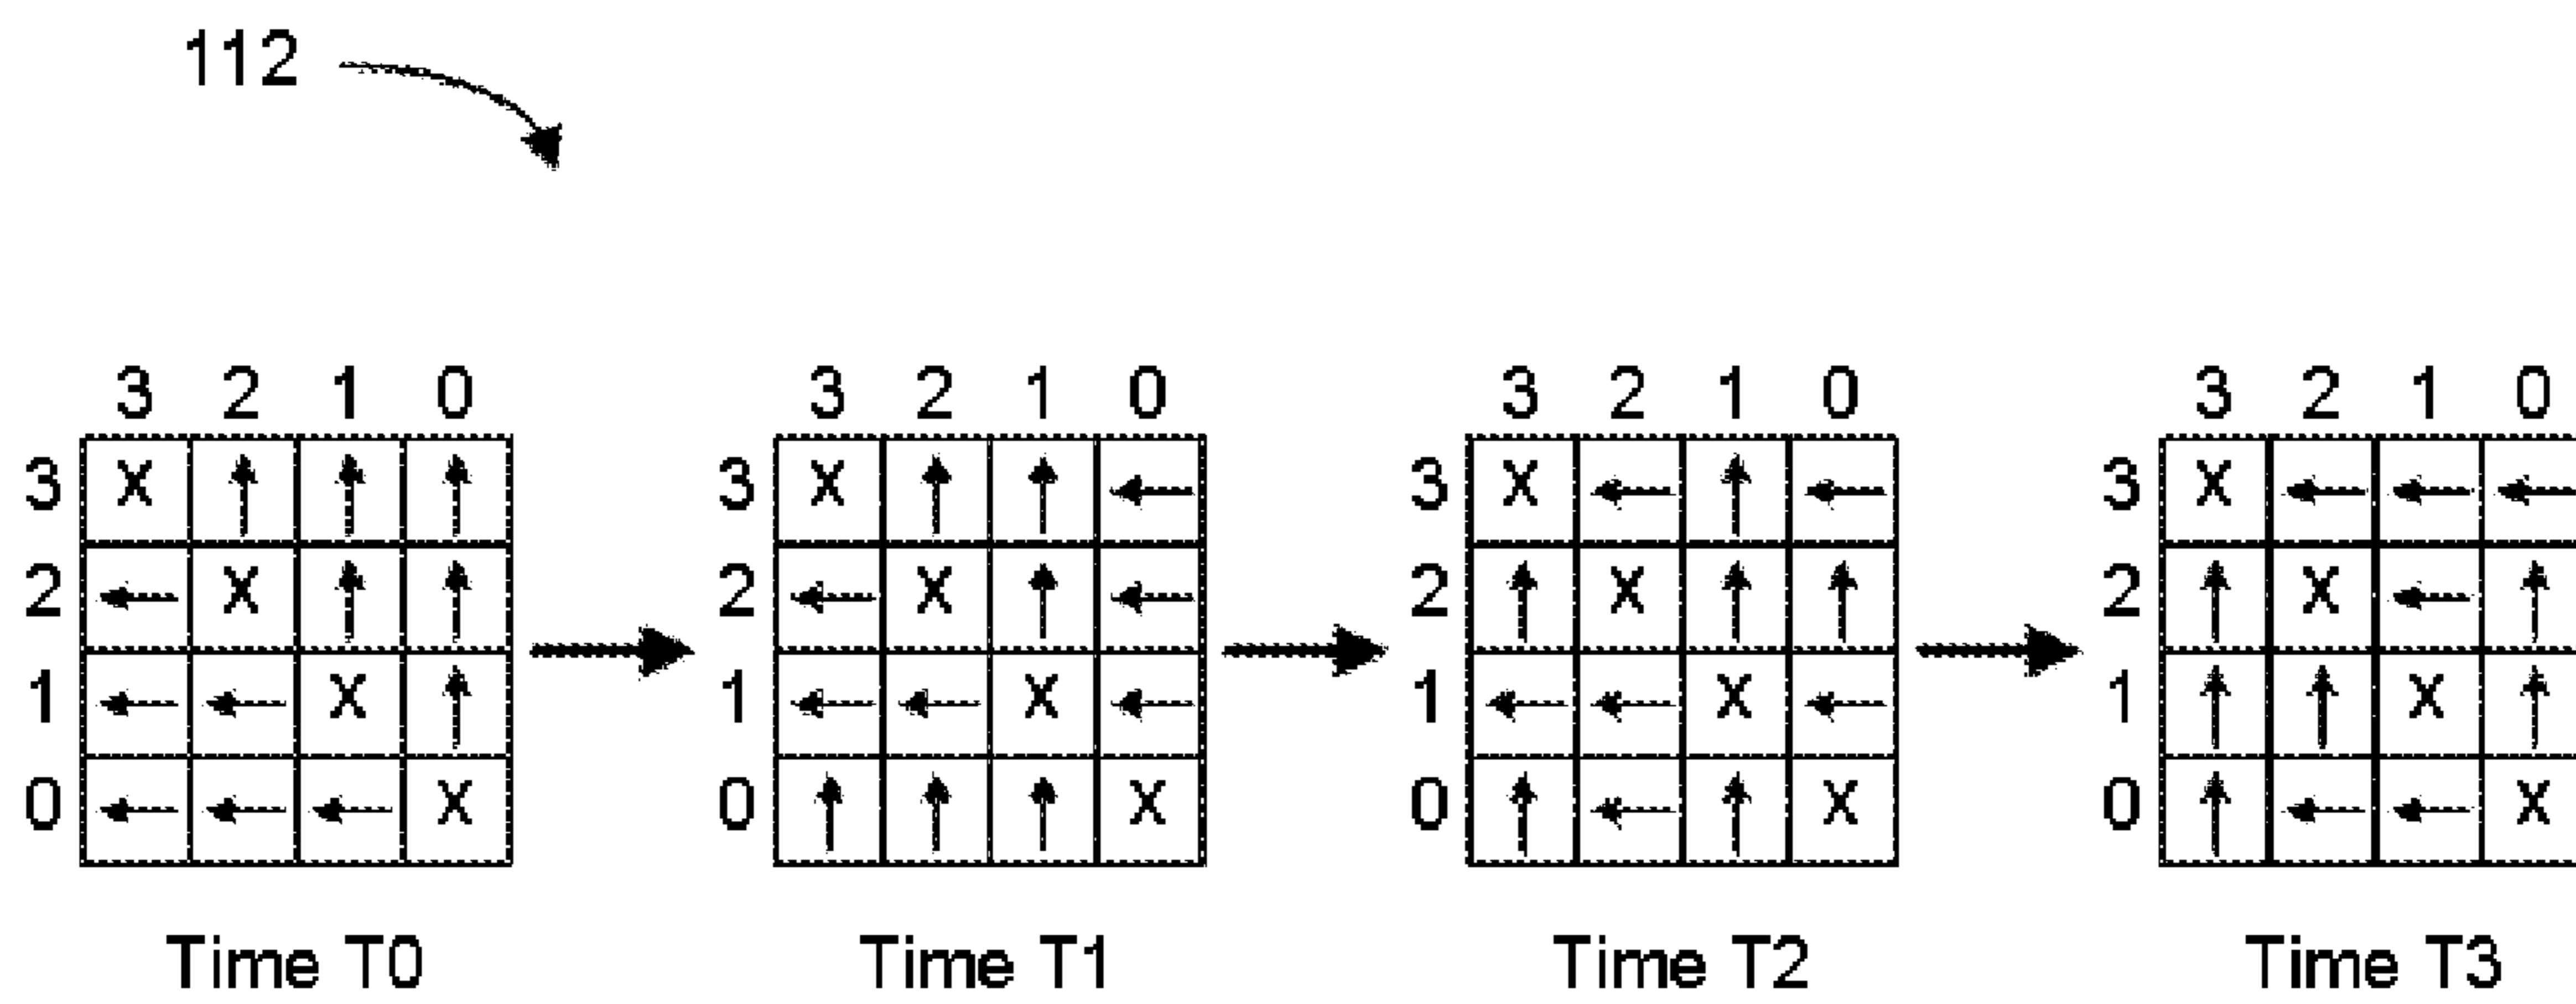 112
3 2 1 0 3 2 1 0 3 2 1 0 3 2 1 0
3 X ↑ ↑ ↑ 3 X ↑ ↑ ← 3 X ← ↑ ← 3 X ← ← ←
2 ← X ↑ ↑ 2 ← X ↑ ← 2 ↑ X ↑ ↑ 2 ↑ X ← ↑
1 ← ← X ↑ 1 ← ← X ← 1 ← ← X ← 1 ↑ ↑ X ↑
0 ← ← ← X 0 ↑ ↑ ↑ X 0 ↑ ← ↑ X 0 ↑ ← ← X
Time T0 Time T1 Time T2 Time T3